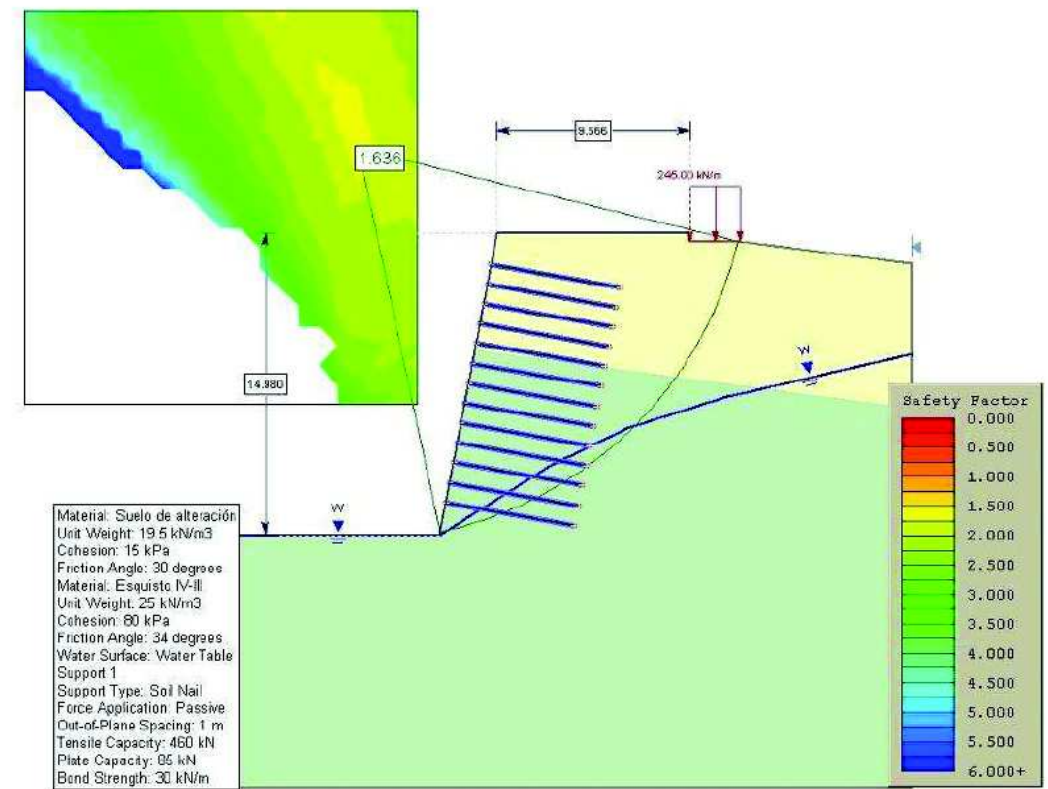 1.636
9.566
245.00 kN/m
14.980
W
W
Material: Suelo de alteración
Unit Weight: 19.5 kN/m3
Cohesion: 15 kPa
Friction Angle: 30 degrees
Material: Esquisto IV-III
Unit Weight: 25 kN/m3
Cohesion: 80 kPa
Friction Angle: 34 degrees
Water Surface: Water Table
Support 1
Support Type: Soil Nail
Force Application: Passive
Out-of-Plane Spacing: 1 m
Tensile Capacity: 460 kN
Plate Capacity: 85 kN
Bond Strength: 30 kN/m
Safety Factor
0.000
0.500
1.000
1.500
2.000
2.500
3.000
3.500
4.000
4.500
5.000
5.500
6.000+